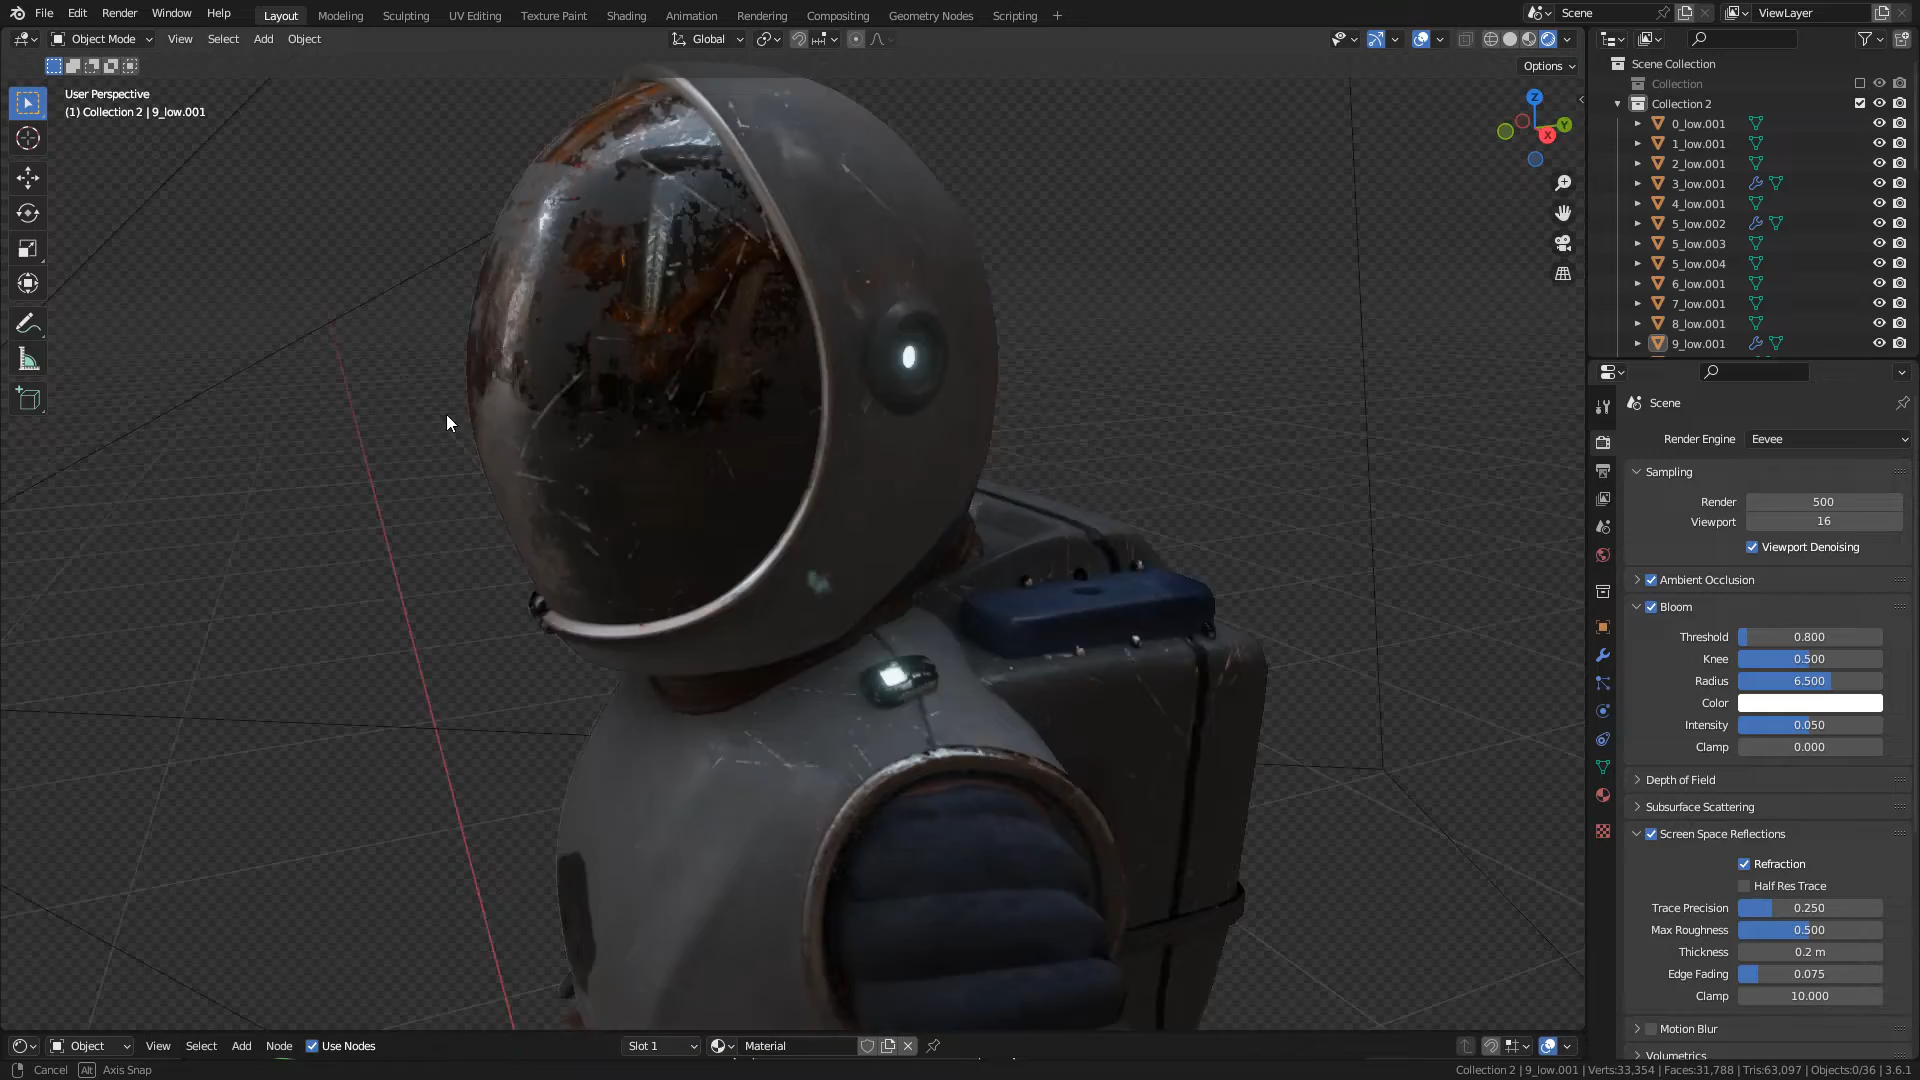 File Edit Render Window Help Layout Modeling Sculpting UV Editing Texture Paint Shading Animation Rendering Compositing Geometry Nodes Scripting + Scene ViewLayer
Object Mode View Select Add Object Global
Options
User Perspective
(1) Collection 2 | 9_low.001
Z
Y
X
Scene Collection
Collection
Collection 2
0_low.001
1_low.001
2_low.001
3_low.001
4_low.001
5_low.002
5_low.003
5_low.004
6_low.001
7_low.001
8_low.001
9_low.001
Scene
Render Engine Eevee
Sampling
Render 500
Viewport 16
Viewport Denoising
Ambient Occlusion
Bloom
Threshold 0.800
Knee 0.500
Radius 6.500
Color
Intensity 0.050
Clamp 0.000
Depth of Field
Subsurface Scattering
Screen Space Reflections
Refraction
Half Res Trace
Trace Precision 0.250
Max Roughness 0.500
Thickness 0.2 m
Edge Fading 0.075
Clamp 10.000
Motion Blur
Volumetrics
Object View Select Add Node Use Nodes Slot 1 Material
Cancel Alt Axis Snap Collection 2 | 9_low.001 | Verts:33,354 | Faces:31,788 | Tris:63,097 | Objects:0/36 | 3.6.1